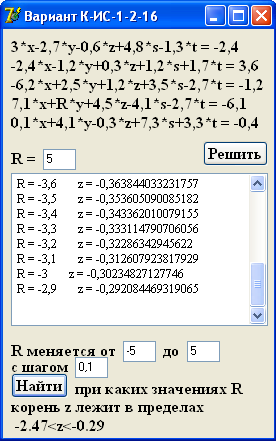 Вариант К-ИС-1-2-16
3*x-2,7*y-0,6*z+4,8*s-1,3*t = -2,4
-2,4*x-1,2*y+0,3*z+1,2*s+1,7*t = 3,6
-6,2*x+2,5*y+1,2*z+3,5*s-2,7*t = -1,2
7,1*x+R*y+4,5*z-4,1*s-2,7*t = -6,1
0,1*x+4,1*y-0,3*z+7,3*s+3,3*t = -0,4
R = 5 Решить
R = -3,6 z = -0,363844033231757
R = -3,5 z = -0,353605090085182
R = -3,4 z = -0,343362010079155
R = -3,3 z = -0,333114790706056
R = -3,2 z = -0,32286342945622
R = -3,1 z = -0,312607923817929
R = -3 z = -0,30234827127746
R = -2,9 z = -0,292084469319065
R меняется от -5 до 5
с шагом 0,1
Найти при каких значениях R
корень z лежит в пределах
-2.47<z<-0.29